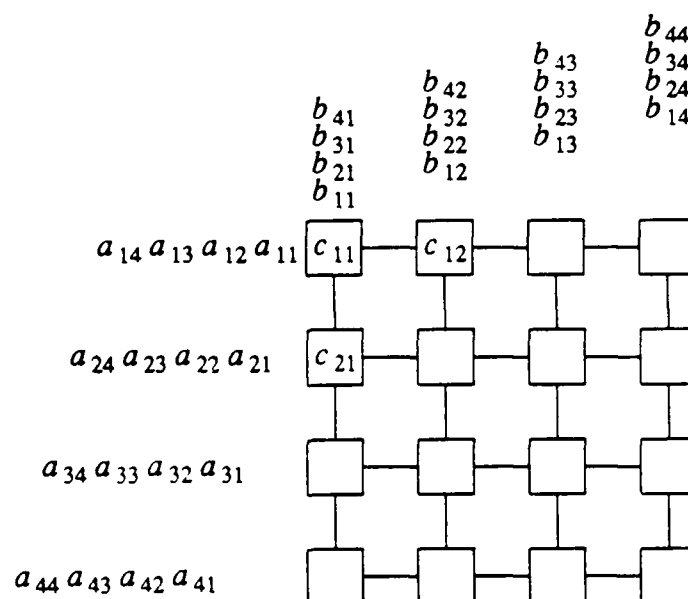 b44
b43 b34
b42 b33 b24
b41 b32 b23 b14
b31 b22 b13
b21 b12
b11
a14 a13 a12 a11 c11 c12
a24 a23 a22 a21 c21
a34 a33 a32 a31
a44 a43 a42 a41